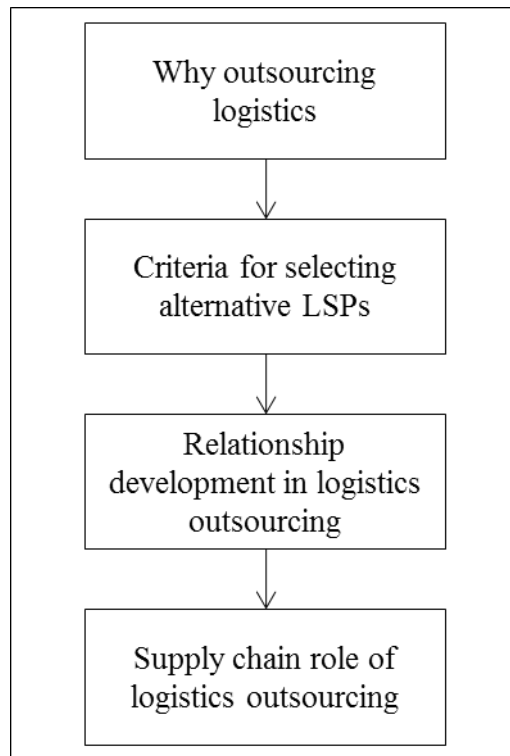 Why outsourcing
logistics
Criteria for selecting
alternative LSPs
Relationship
development in logistics
outsourcing
Supply chain role of
logistics outsourcing